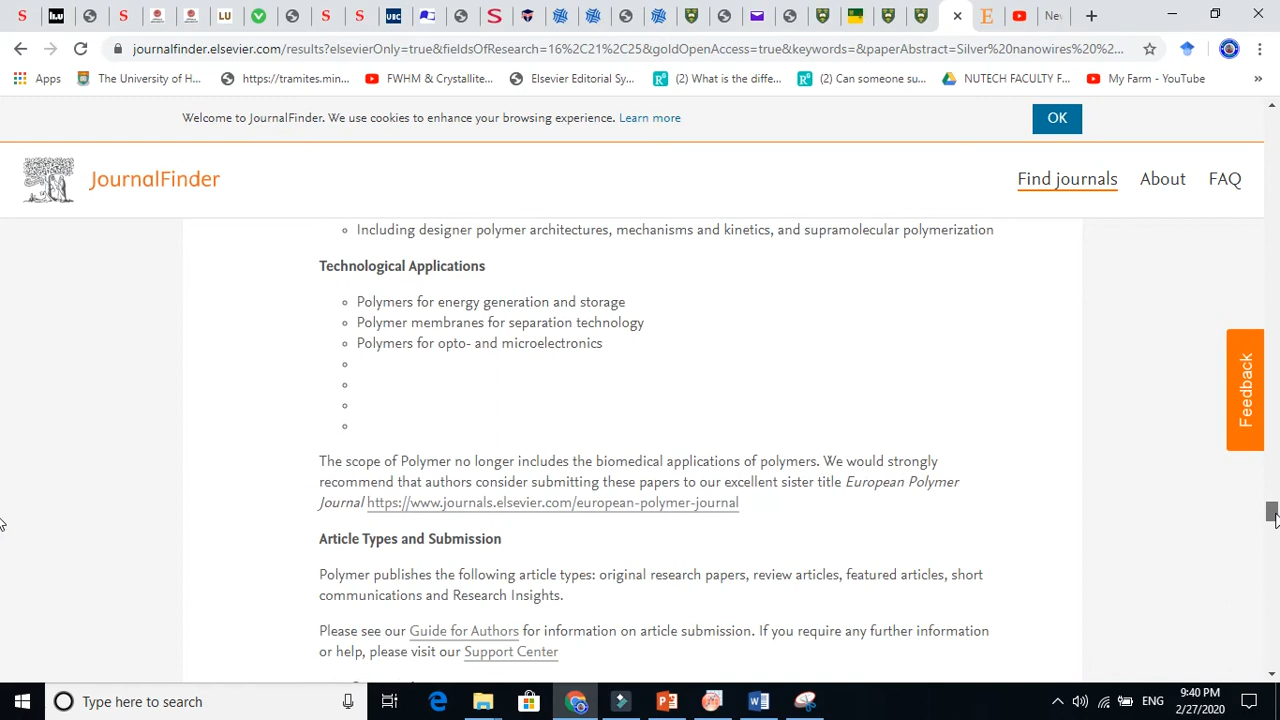 Nev
journalfinder.elsevier.com/results?elsevierOnly=true&fieldsOfResearch=16%2C21%2C25&goldOpenAccess=true&keywords=&paperAbstract=Silver%20nanowires%20%2...
Apps
The University of H...
https://tramites.min...
FWHM & Crystallite...
Elsevier Editorial Sy...
(2) What is the diffe...
(2) Can someone su...
NUTECH FACULTY F...
My Farm - YouTube
Welcome to JournalFinder. We use cookies to enhance your browsing experience. Learn more
OK
JournalFinder
Find journals
About
FAQ
Including designer polymer architectures, mechanisms and kinetics, and supramolecular polymerization
Technological Applications
Polymers for energy generation and storage
Polymer membranes for separation technology
Polymers for opto- and microelectronics
The scope of Polymer no longer includes the biomedical applications of polymers. We would strongly
recommend that authors consider submitting these papers to our excellent sister title European Polymer
Journal https://www.journals.elsevier.com/european-polymer-journal
Article Types and Submission
Polymer publishes the following article types: original research papers, review articles, featured articles, short
communications and Research Insights.
Please see our Guide for Authors for information on article submission. If you require any further information
or help, please visit our Support Center
Feedback
Type here to search
ENG
9:40 PM
2/27/2020